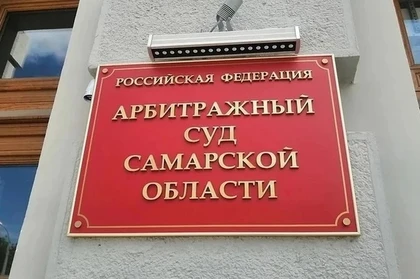 РОССИЙСКАЯ ФЕДЕРАЦИЯ
АРБИТРАЖНЫЙ
СУД
САМАРСКОЙ
ОБЛАСТИ